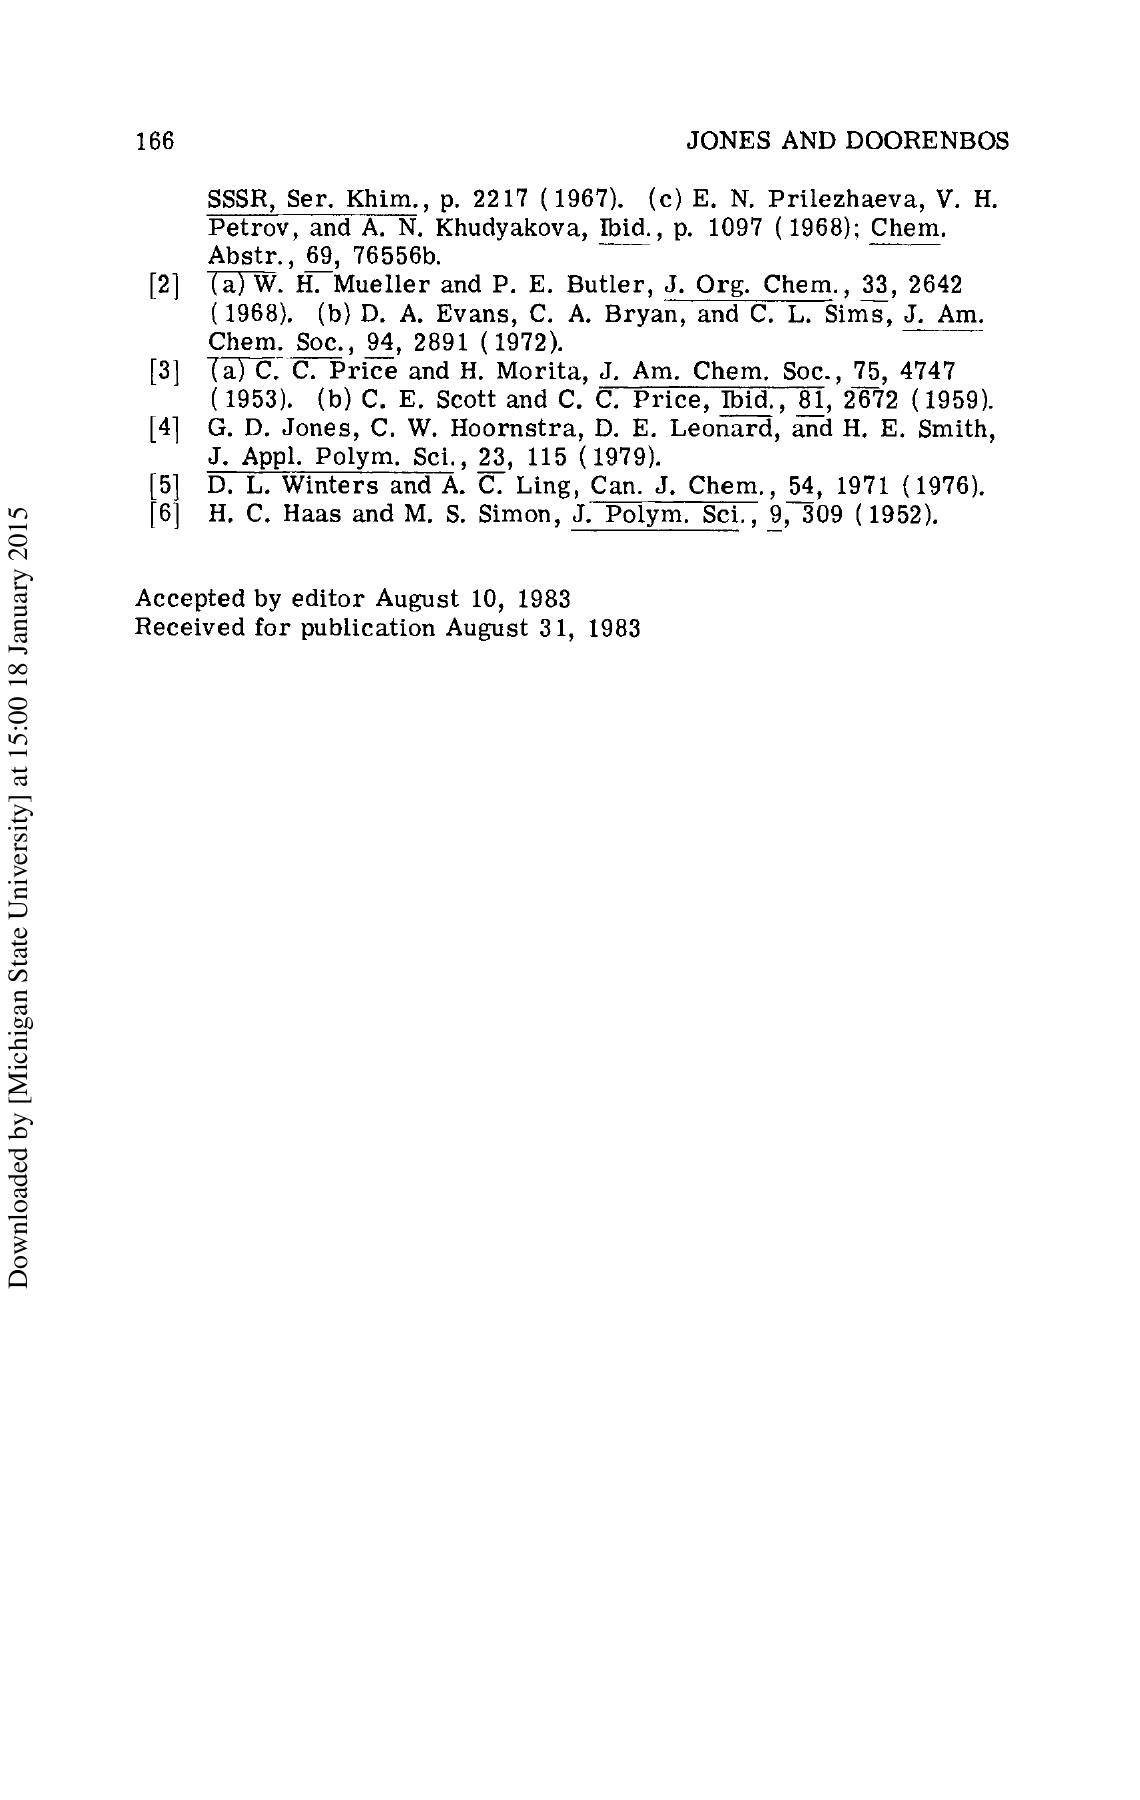 166 JONES AND DOORENBOS
SSSR, Ser. Khim., p. 2217 (1967). (c) E. N. Prilezhaeva, V. H.
Petrov, and A. N. Khudyakova, Ibid., p. 1097 (1968); Chem.
Abstr., 69, 76556b.
[2] (a) W. H. Mueller and P. E. Butler, J. Org. Chem., 33, 2642
(1968). (b) D. A. Evans, C. A. Bryan, and C. L. Sims, J. Am.
Chem. Soc., 94, 2891 (1972).
[3] (a) C. C. Price and H. Morita, J. Am. Chem. Soc., 75, 4747
(1953). (b) C. E. Scott and C. C. Price, Ibid., 81, 2672 (1959).
[4] G. D. Jones, C. W. Hoornstra, D. E. Leonard, and H. E. Smith,
J. Appl. Polym. Sci., 23, 115 (1979).
[5] D. L. Winters and A. C. Ling, Can. J. Chem., 54, 1971 (1976).
[6] H. C. Haas and M. S. Simon, J. Polym. Sci., 9, 309 (1952).
Accepted by editor August 10, 1983
Received for publication August 31, 1983
Downloaded by [Michigan State University] at 15:00 18 January 2015